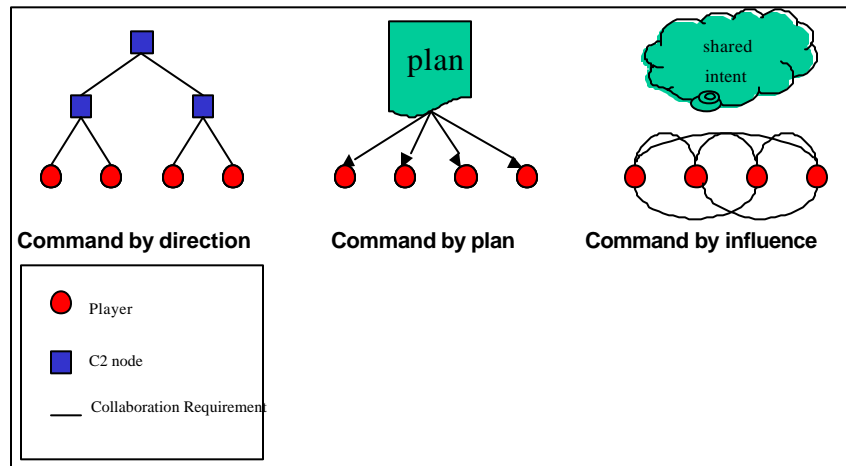 plan
shared
intent
Command by direction
Command by plan
Command by influence
Player
C2 node
Collaboration Requirement